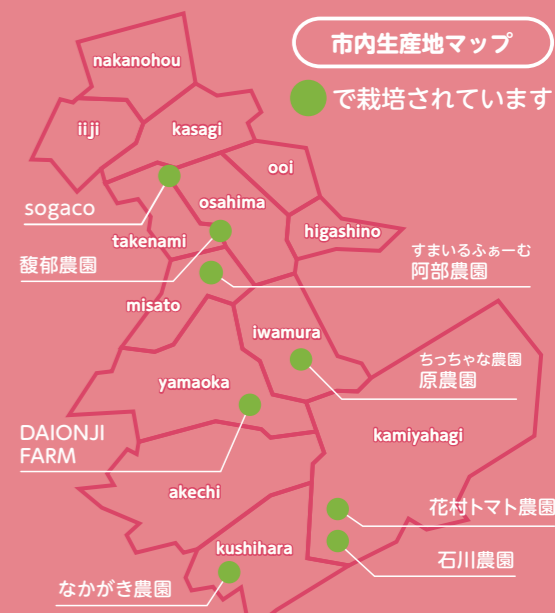 市内生産地マップ
で栽培されています
nakanohou
iiji
kasagi
ooi
osahima
sogaco
higashino
takenami
馥郁農園
すまいるふぁーむ
阿部農園
misato
iwamura
ちっちゃな農園
原農園
yamaoka
DAIONJI
FARM
kamiyahagi
akechi
花村トマト農園
kushihara
石川農園
なかがき農園